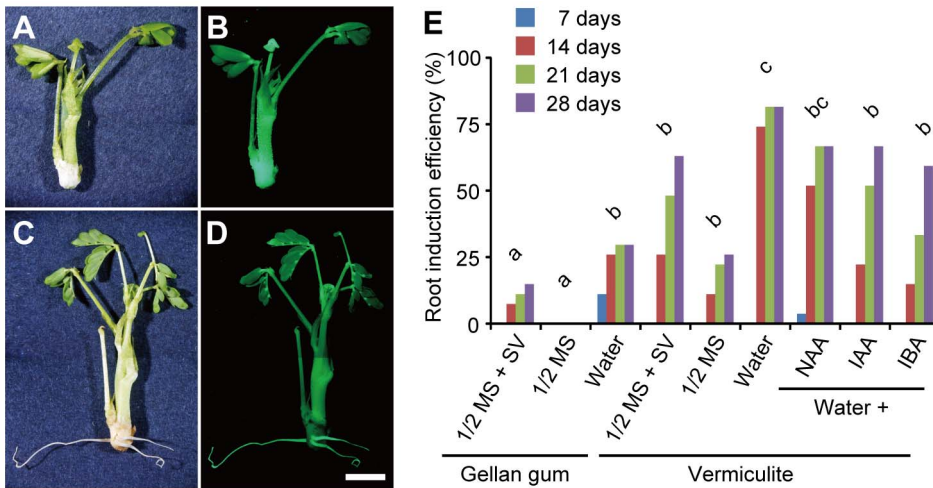 A
B
C
D
E
Root induction efficiency (%)
100
75
50
25
0
7 days
14 days
21 days
28 days
a
a
b
b
b
c
bc
b
b
1/2 MS + SV
1/2 MS
Water
1/2 MS + SV
1/2 MS
Water
NAA
IAA
IBA
Water +
Gellan gum
Vermiculite